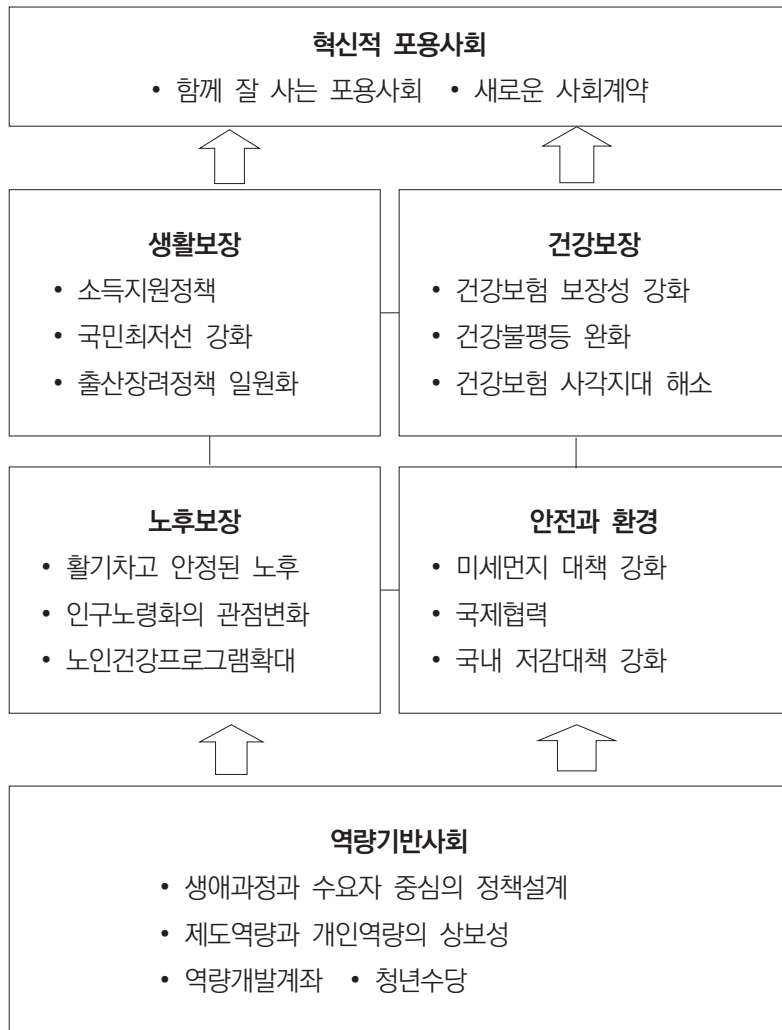 혁신적 포용사회
• 함께 잘 사는 포용사회 • 새로운 사회계약
생활보장
• 소득지원정책
• 국민최저선 강화
• 출산장려정책 일원화
건강보장
• 건강보험 보장성 강화
• 건강불평등 완화
• 건강보험 사각지대 해소
노후보장
• 활기차고 안정된 노후
• 인구노령화의 관점변화
• 노인건강프로그램확대
안전과 환경
• 미세먼지 대책 강화
• 국제협력
• 국내 저감대책 강화
역량기반사회
• 생애과정과 수요자 중심의 정책설계
• 제도역량과 개인역량의 상보성
• 역량개발계좌 • 청년수당